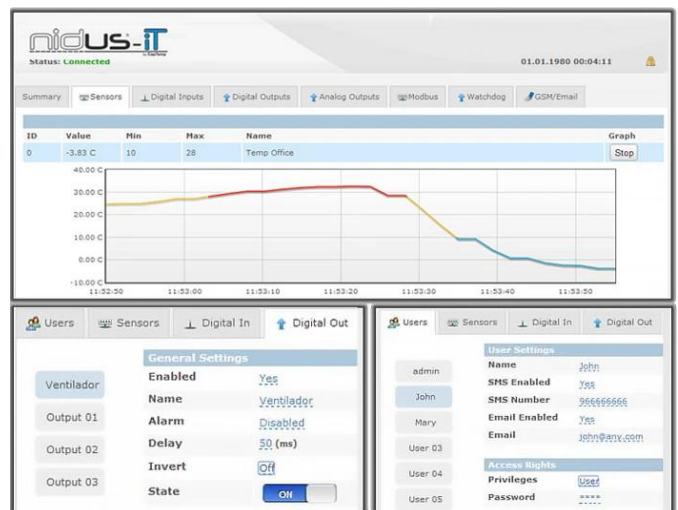 nidus-iT
Status: Connected
01.01.1980 00:04:11
Summary Sensors Digital Inputs Digital Outputs Analog Outputs Modbus Watchdog GSM/Email
ID Value Min Max Name Graph
0 -3.83 C 10 28 Temp Office Stop
40.00 C
30.00 C
20.00 C
10.00 C
0.00 C
-10.00 C
11:52:50 11:53:00 11:53:10 11:53:20 11:53:30 11:53:40 11:53:50
Users Sensors Digital In Digital Out
General Settings
Ventilador
Output 01
Output 02
Output 03
Enabled Yes
Name Ventilador
Alarm Disabled
Delay 50 (ms)
Invert Off
State ON
Users Sensors Digital In Digital Out
admin
John
Mary
User 03
User 04
User 05
User Settings
Name John
SMS Enabled Yes
SMS Number 966666666
Email Enabled Yes
Email john@any.com
Access Rights
Privileges User
Password ****